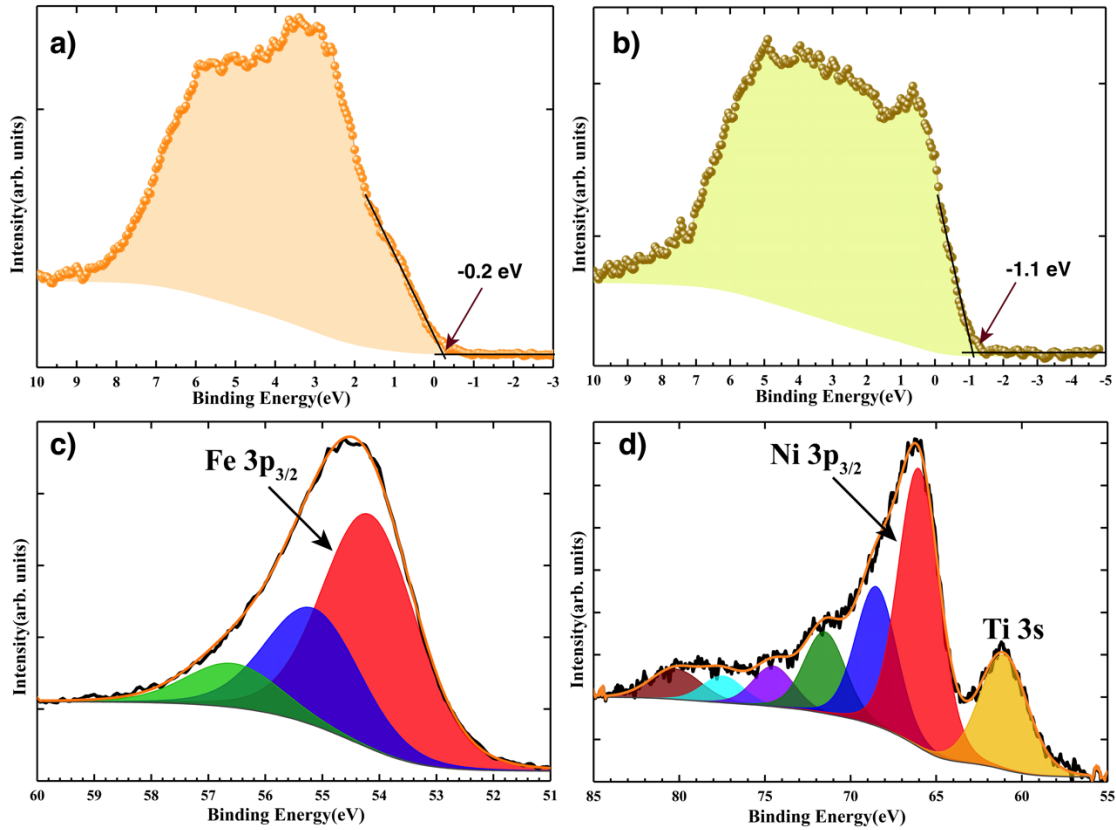 a)
Intensity(arb. units)
-0.2 eV
10 9 8 7 6 5 4 3 2 1 0 -1 -2 -3
Binding Energy(eV)
b)
Intensity(arb. units)
-1.1 eV
10 9 8 7 6 5 4 3 2 1 0 -1 -2 -3 -4 -5
Binding Energy(eV)
c)
Fe 3p3/2
Intensity(arb. units)
60 59 58 57 56 55 54 53 52 51
Binding Energy(eV)
d)
Ni 3p3/2
Ti 3s
Intensity(arb. units)
85 80 75 70 65 60 55
Binding Energy(eV)